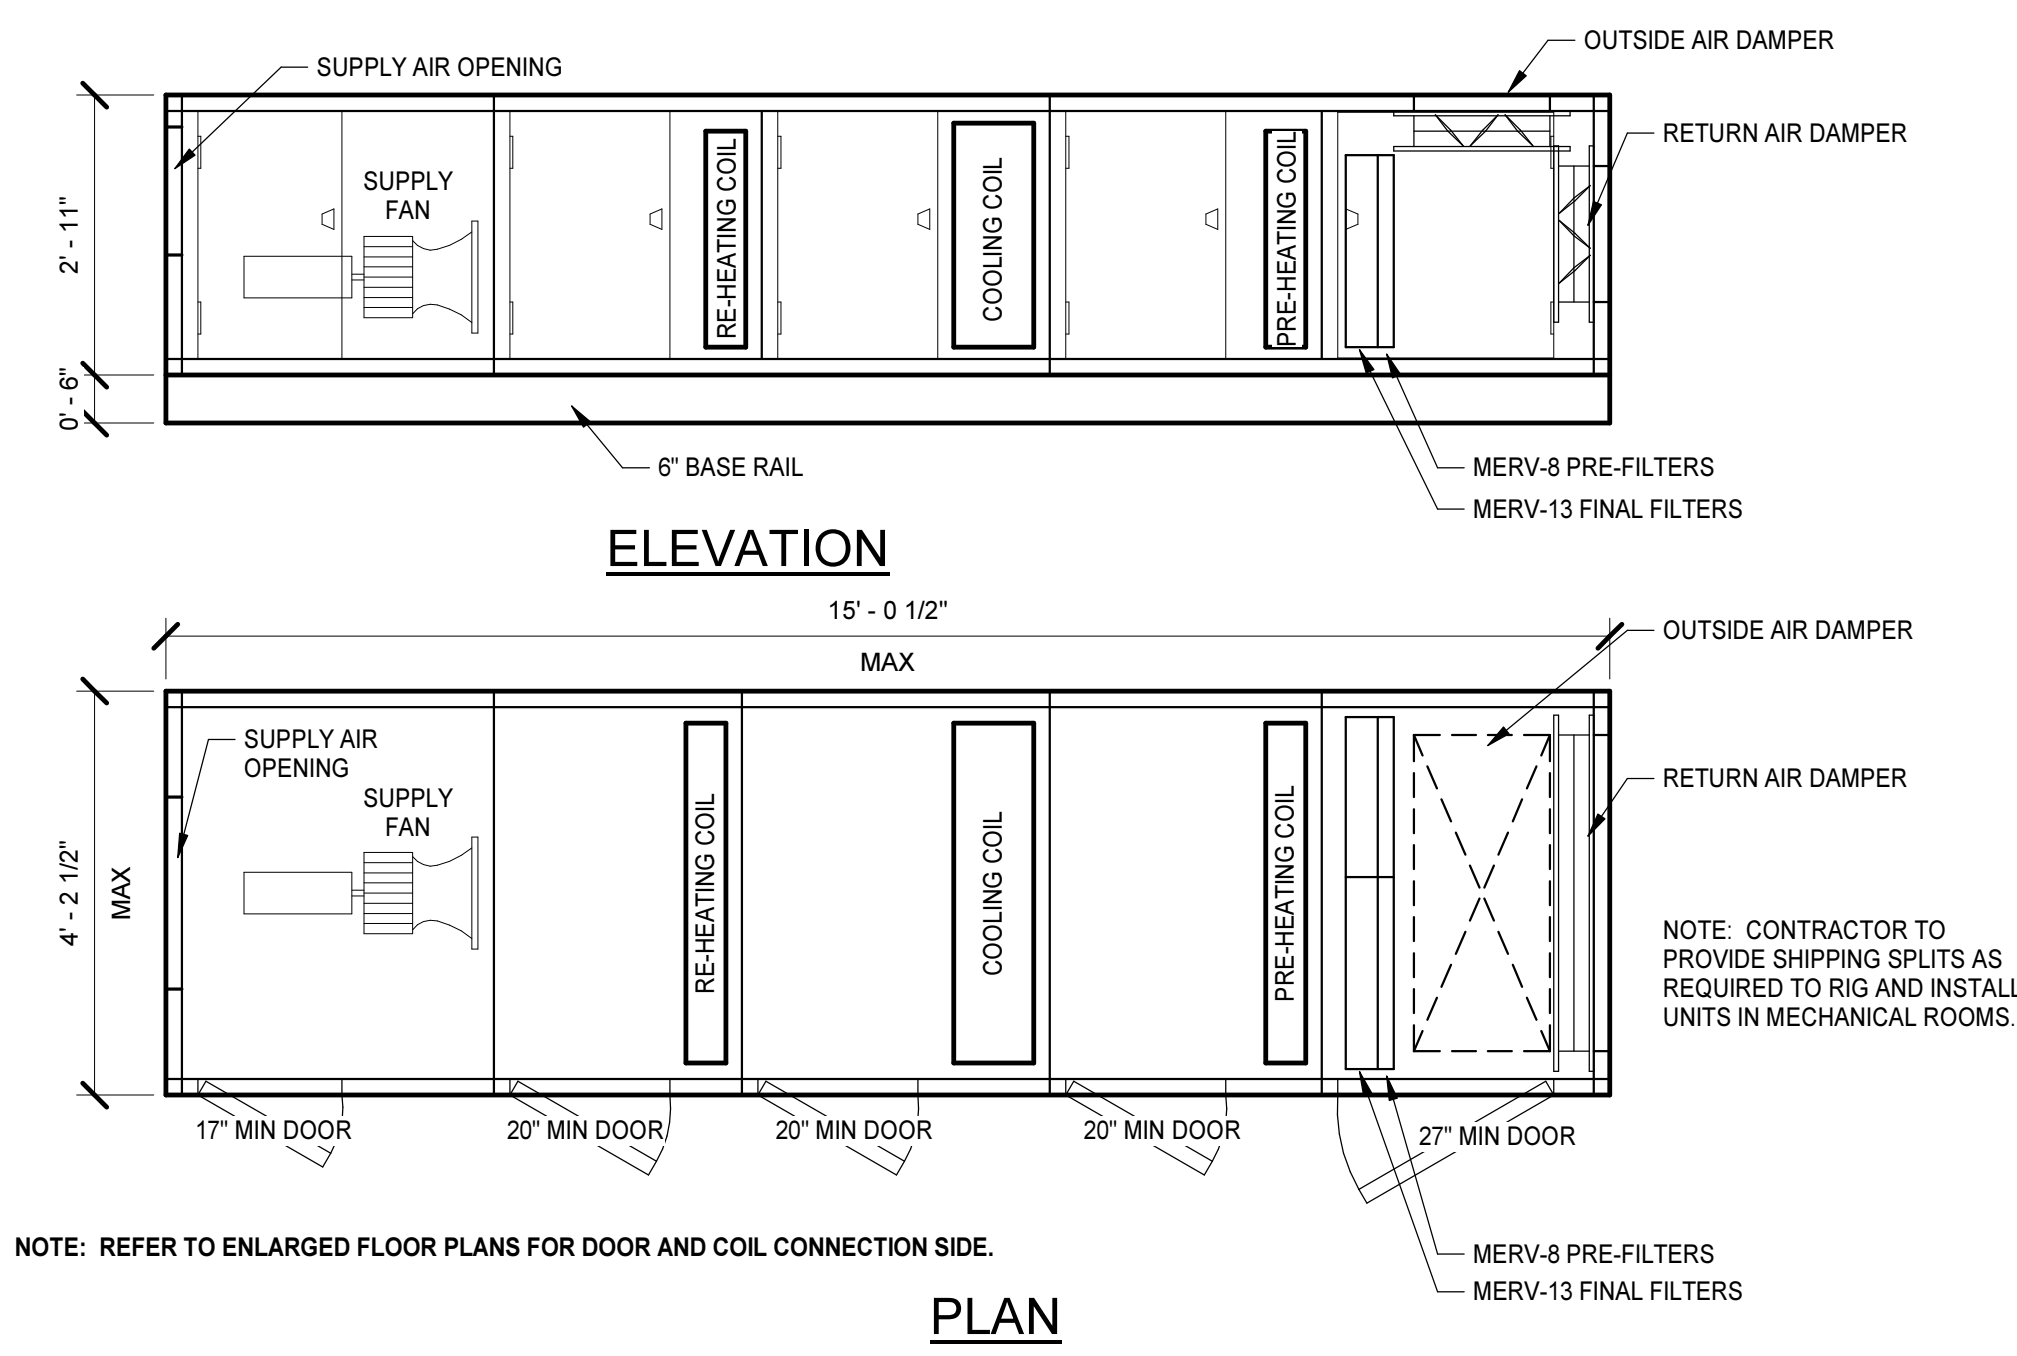 OUTSIDE AIR DAMPER
SUPPLY AIR OPENING
RETURN AIR DAMPER
SUPPLY
FAN
RE-HEATING COIL
COOLING COIL
PRE-HEATING COIL
2' - 11"
0' - 6"
6" BASE RAIL
MERV-8 PRE-FILTERS
MERV-13 FINAL FILTERS
ELEVATION
15' - 0 1/2"
MAX
OUTSIDE AIR DAMPER
SUPPLY AIR
OPENING
RETURN AIR DAMPER
SUPPLY
FAN
RE-HEATING COIL
COOLING COIL
PRE-HEATING COIL
4' - 2 1/2"
MAX
NOTE: CONTRACTOR TO
PROVIDE SHIPPING SPLITS AS
REQUIRED TO RIG AND INSTALL
UNITS IN MECHANICAL ROOMS.
17" MIN DOOR
20" MIN DOOR
20" MIN DOOR
20" MIN DOOR
27" MIN DOOR
NOTE: REFER TO ENLARGED FLOOR PLANS FOR DOOR AND COIL CONNECTION SIDE.
MERV-8 PRE-FILTERS
MERV-13 FINAL FILTERS
PLAN